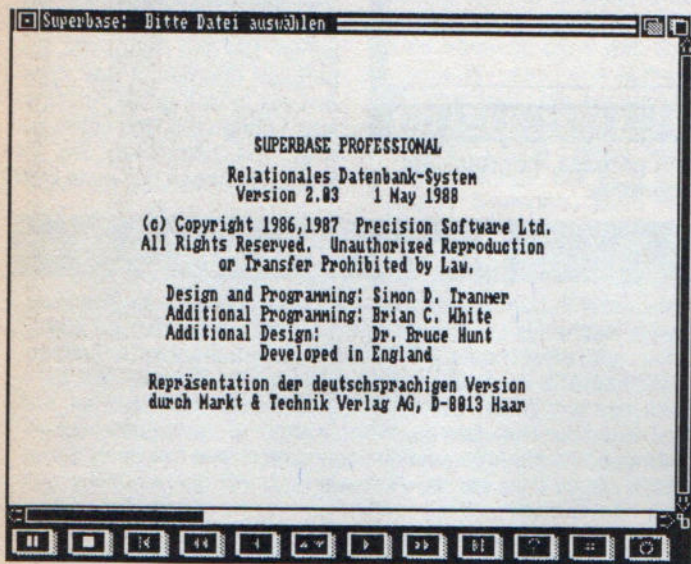 Superbase: Bitte Datei auswählen
SUPERBASE PROFESSIONAL
Relationales Datenbank-System
Version 2.03 1 May 1988
(c) Copyright 1986,1987 Precision Software Ltd.
All Rights Reserved. Unauthorized Reproduction
or Transfer Prohibited by Law.
Design and Programming: Simon D. Tranmer
Additional Programming: Brian C. White
Additional Design: Dr. Bruce Hunt
Developed in England
Repräsentation der deutschsprachigen Version
durch Markt & Technik Verlag AG, D-8013 Haar